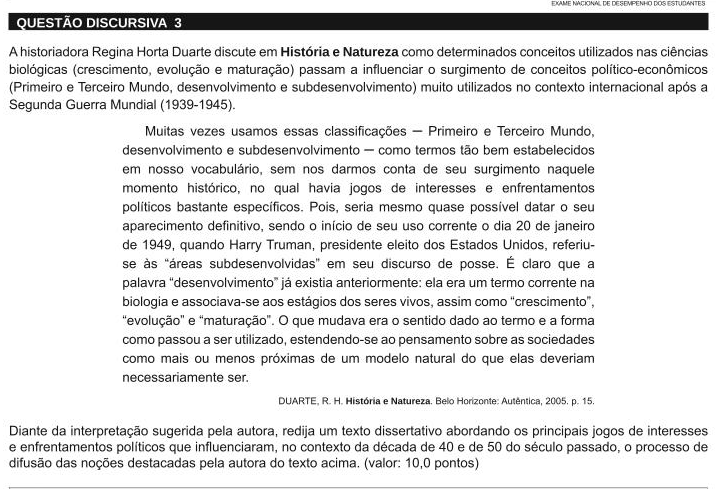 EXAME NACIONAL DE DESEMPENHO DOS ESTUDANTES
QUESTÃO DISCURSIVA 3
A historiadora Regina Horta Duarte discute em História e Natureza como determinados conceitos utilizados nas ciências
biológicas (crescimento, evolução e maturação) passam a influenciar o surgimento de conceitos político-econômicos
(Primeiro e Terceiro Mundo, desenvolvimento e subdesenvolvimento) muito utilizados no contexto internacional após a
Segunda Guerra Mundial (1939-1945).
Muitas vezes usamos essas classificações — Primeiro e Terceiro Mundo,
desenvolvimento e subdesenvolvimento — como termos tão bem estabelecidos
em nosso vocabulário, sem nos darmos conta de seu surgimento naquele
momento histórico, no qual havia jogos de interesses e enfrentamentos
políticos bastante específicos. Pois, seria mesmo quase possível datar o seu
aparecimento definitivo, sendo o início de seu uso corrente o dia 20 de janeiro
de 1949, quando Harry Truman, presidente eleito dos Estados Unidos, referiu-
se às “áreas subdesenvolvidas” em seu discurso de posse. É claro que a
palavra “desenvolvimento” já existia anteriormente: ela era um termo corrente na
biologia e associava-se aos estágios dos seres vivos, assim como “crescimento”,
“evolução” e “maturação”. O que mudava era o sentido dado ao termo e a forma
como passou a ser utilizado, estendendo-se ao pensamento sobre as sociedades
como mais ou menos próximas de um modelo natural do que elas deveriam
necessariamente ser.
DUARTE, R. H. História e Natureza. Belo Horizonte: Autêntica, 2005. p. 15.
Diante da interpretação sugerida pela autora, redija um texto dissertativo abordando os principais jogos de interesses
e enfrentamentos políticos que influenciaram, no contexto da década de 40 e de 50 do século passado, o processo de
difusão das noções destacadas pela autora do texto acima. (valor: 10,0 pontos)